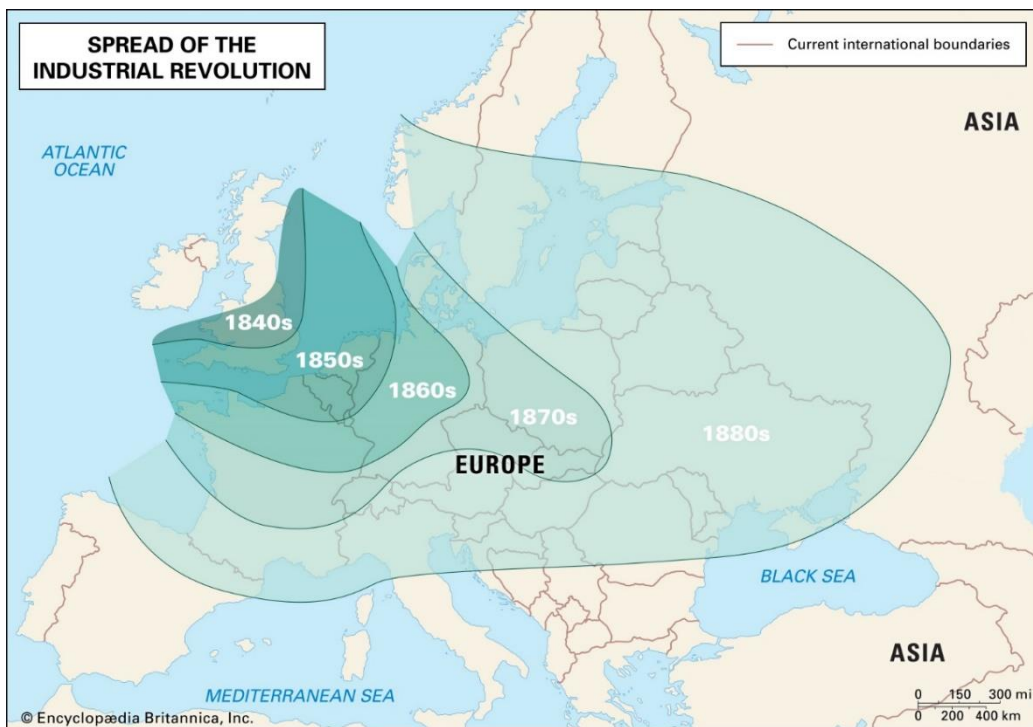 SPREAD OF THE
INDUSTRIAL REVOLUTION
Current international boundaries
ASIA
ATLANTIC
OCEAN
1840s
1850s
1860s
1870s
1880s
EUROPE
BLACK SEA
ASIA
MEDITERRANEAN SEA
0 150 300 mi
0 200 400 km
© Encyclopædia Britannica, Inc.